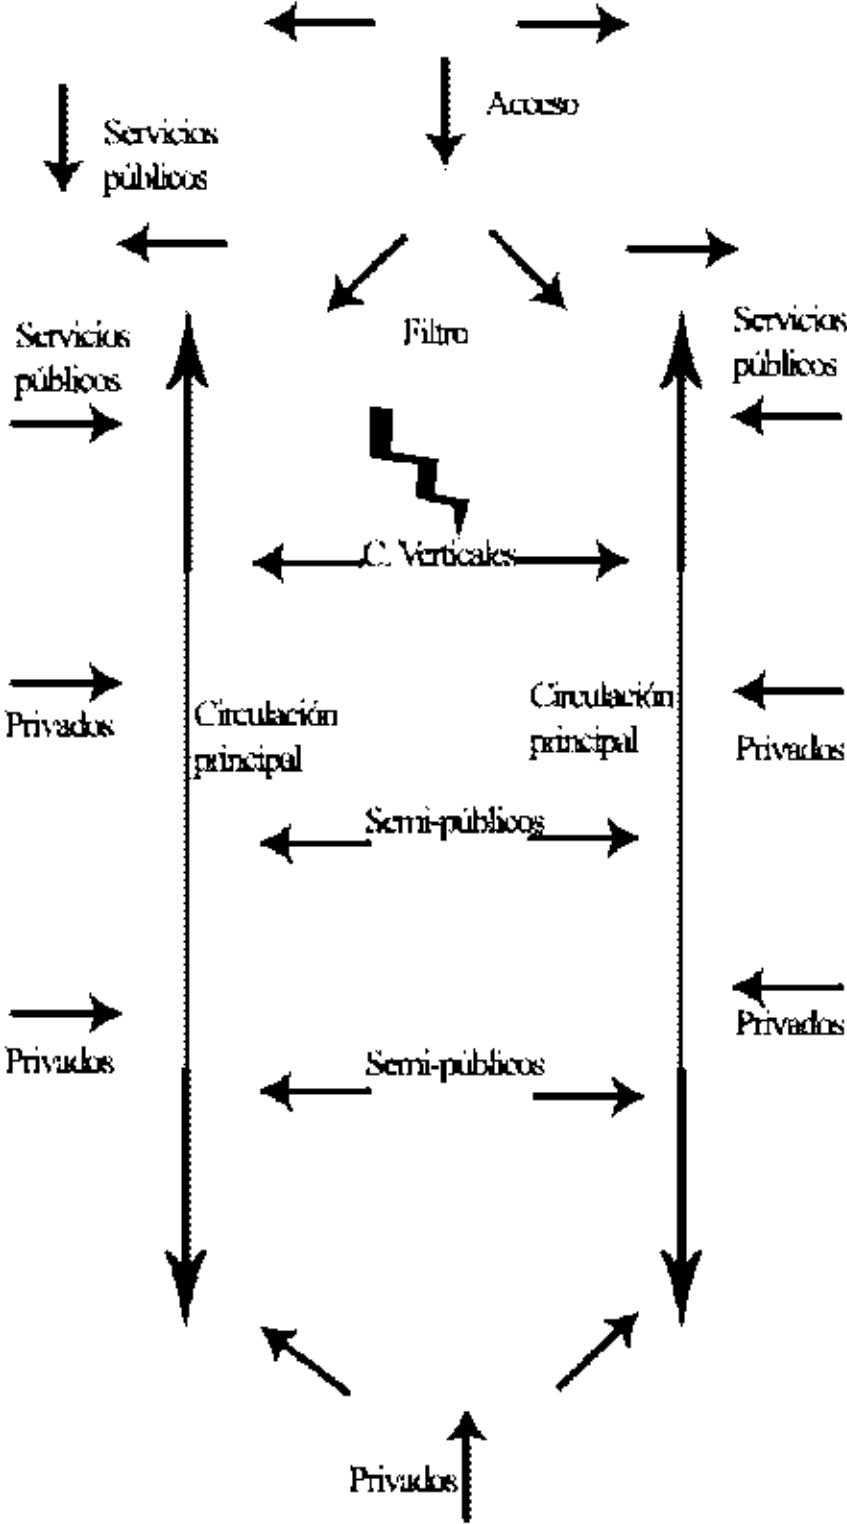 Acceso
Servicios
públicos
Filtro
Servicios
públicos
Servicios
públicos
C. Verticales
Circulación
principal
Circulación
principal
Privados
Privados
Semi-públicos
Privados
Privados
Semi-públicos
Privados